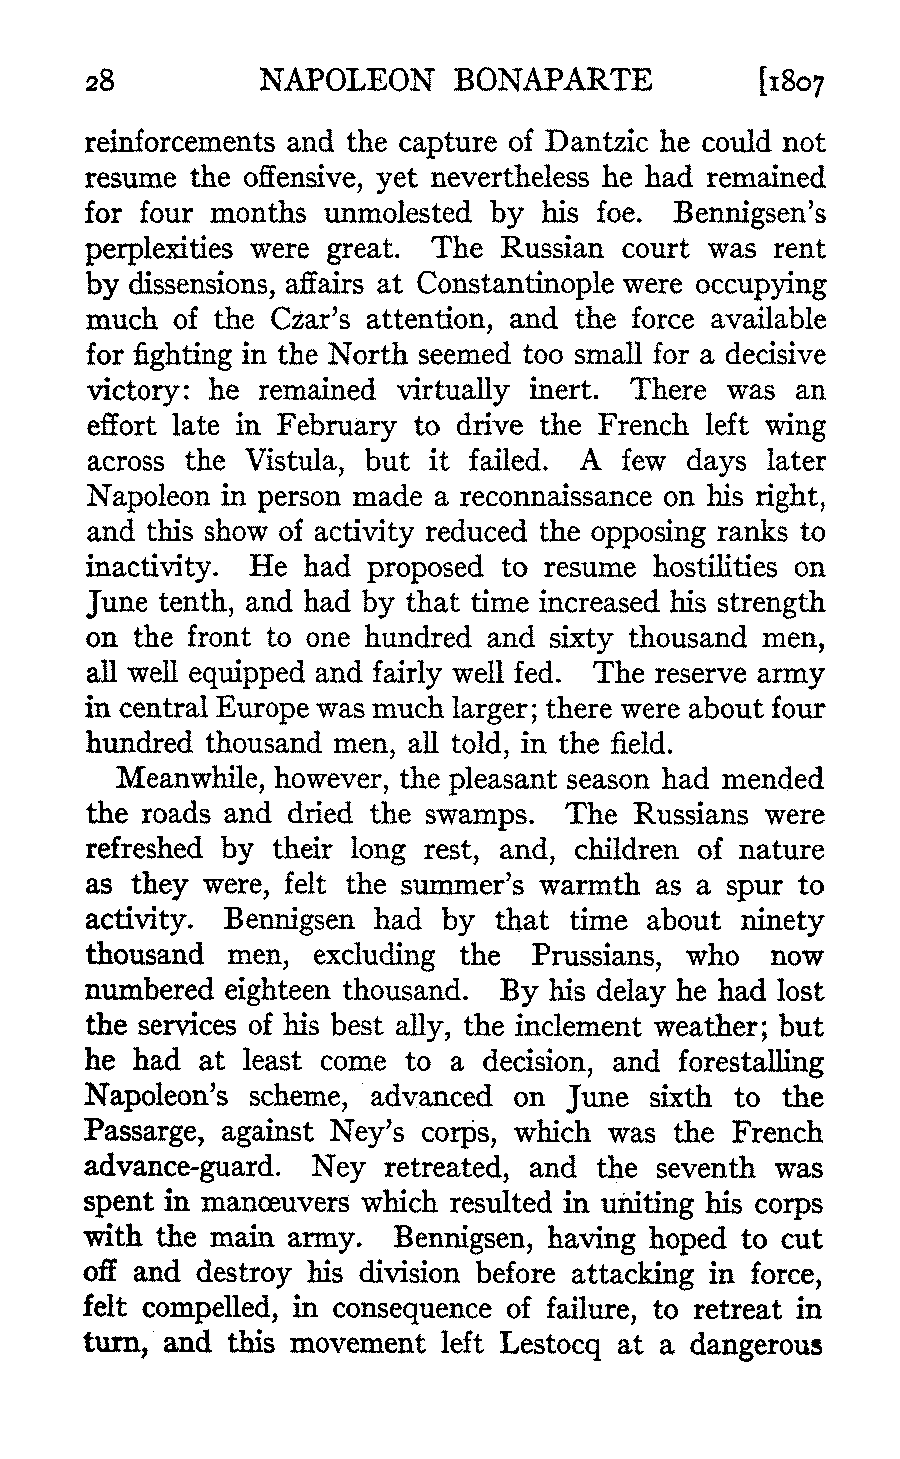 28 NAPOLEON BONAPARTE [1807
reinforcements and the capture of Dantzic he could not
resume the offensive, yet nevertheless he had remained
for four months unmolested by his foe. Bennigsen's
perplexities were great. The Russian court was rent
by dissensions, affairs at Constantinople were occupying
much of the Czar's attention, and the force available
for fighting in the North seemed too small for a decisive
victory: he remained virtually inert. There was an
effort late in February to drive the French left wing
across the Vistula, but it failed. A few days later
Napoleon in person made a reconnaissance on his right,
and this show of activity reduced the opposing ranks to
inactivity. He had proposed to resume hostilities on
June tenth, and had by that time increased his strength
on the front to one hundred and sixty thousand men,
all well equipped and fairly well fed. The reserve army
in central Europe was much larger; there were about four
hundred thousand men, all told, in the field.
Meanwhile, however, the pleasant season had mended
the roads and dried the swamps. The Russians were
refreshed by their long rest, and, children of nature
as they were, felt the summer's warmth as a spur to
activity. Bennigsen had by that time about ninety
thousand men, excluding the Prussians, who now
numbered eighteen thousand. By his delay he had lost
the services of his best ally, the inclement weather; but
he had at least come to a decision, and forestalling
Napoleon's scheme, advanced on June sixth to the
Passarge, against Ney's corps, which was the French
advance-guard. Ney retreated, and the seventh was
spent in manœuvers which resulted in uniting his corps
with the main army. Bennigsen, having hoped to cut
off and destroy his division before attacking in force,
felt compelled, in consequence of failure, to retreat in
turn, and this movement left Lestocq at a dangerous